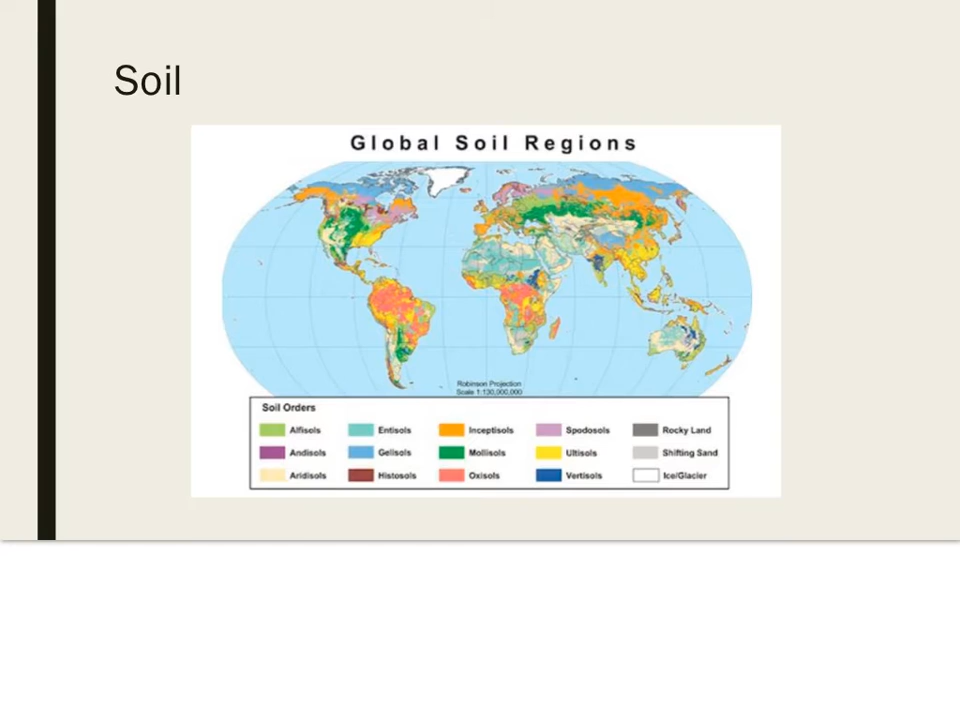 Soil
Global Soil Regions
Robinson Projection
Scale 1:130,000,000
Soil Orders
Alfisols Entisols Inceptisols Spodosols Rocky Land
Andisols Gelisols Mollisols Ultisols Shifting Sand
Aridisols Histosols Oxisols Vertisols Ice/Glacier